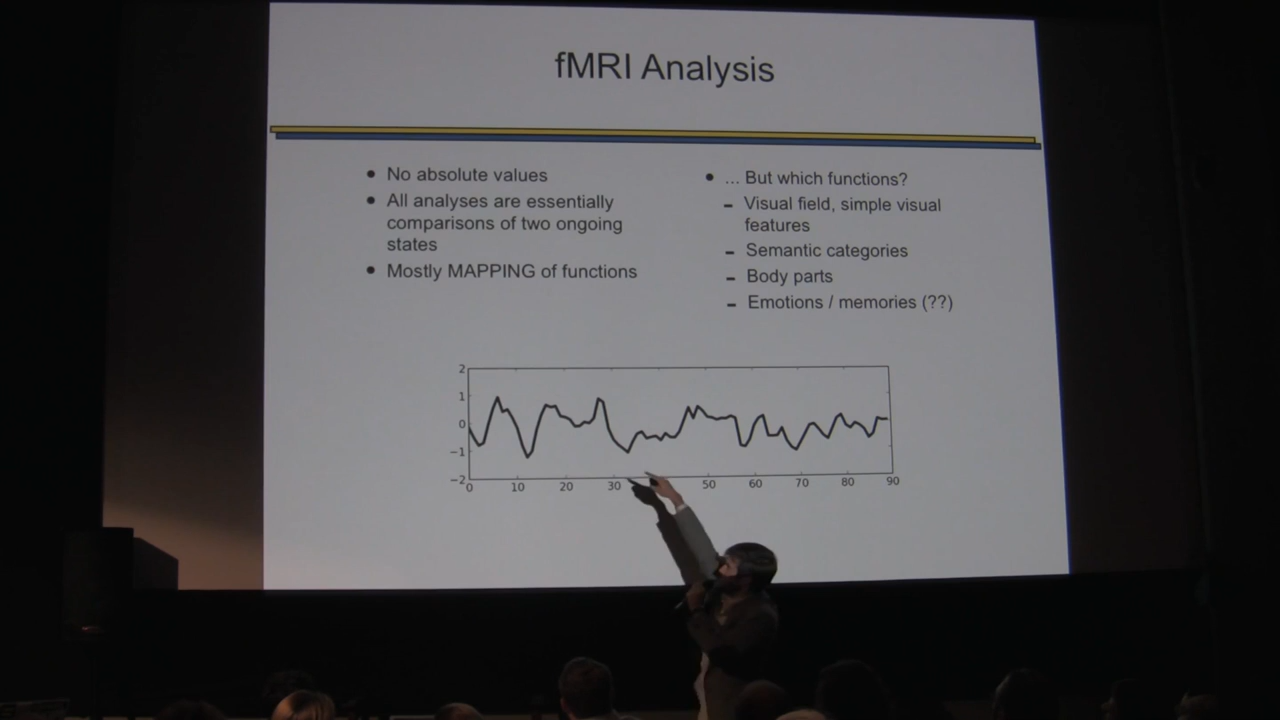 fMRI Analysis
• No absolute values
• All analyses are essentially
comparisons of two ongoing
states
• Mostly MAPPING of functions
• ... But which functions?
– Visual field, simple visual
features
– Semantic categories
– Body parts
– Emotions / memories (??)
2
1
0
−1
−2
0 10 20 30 50 60 70 80 90